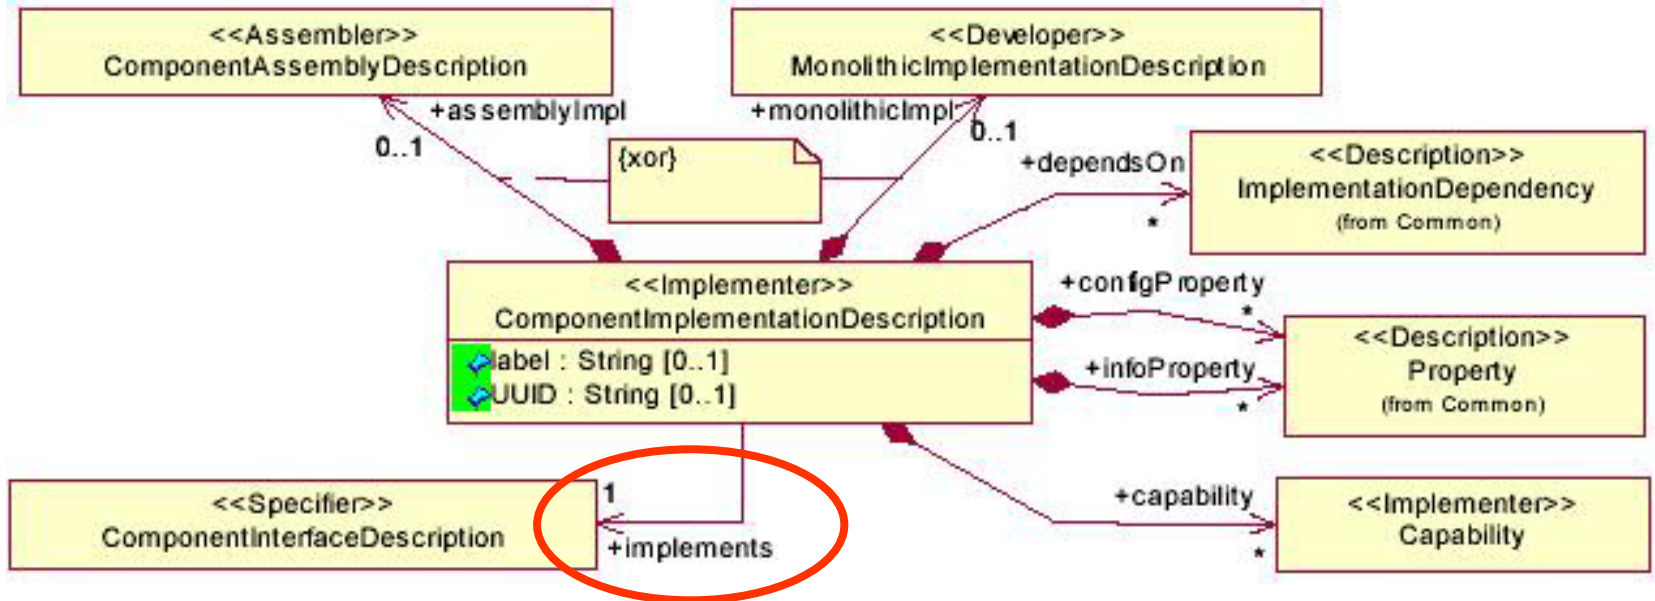 <<Assembler>>
ComponentAssemblyDescription
<<Developer>>
MonolithicImplementationDescription
+assemblyImpl
0..1
+monolithicImpl
0..1
{xor}
+dependsOn
*
<<Description>>
ImplementationDependency
(from Common)
<<Implementer>>
ComponentImplementationDescription
label : String [0..1]
UUID : String [0..1]
+configProperty
*
+infoProperty
*
<<Description>>
Property
(from Common)
<<Specifier>>
ComponentInterfaceDescription
1
+implements
+capability
*
<<Implementer>>
Capability